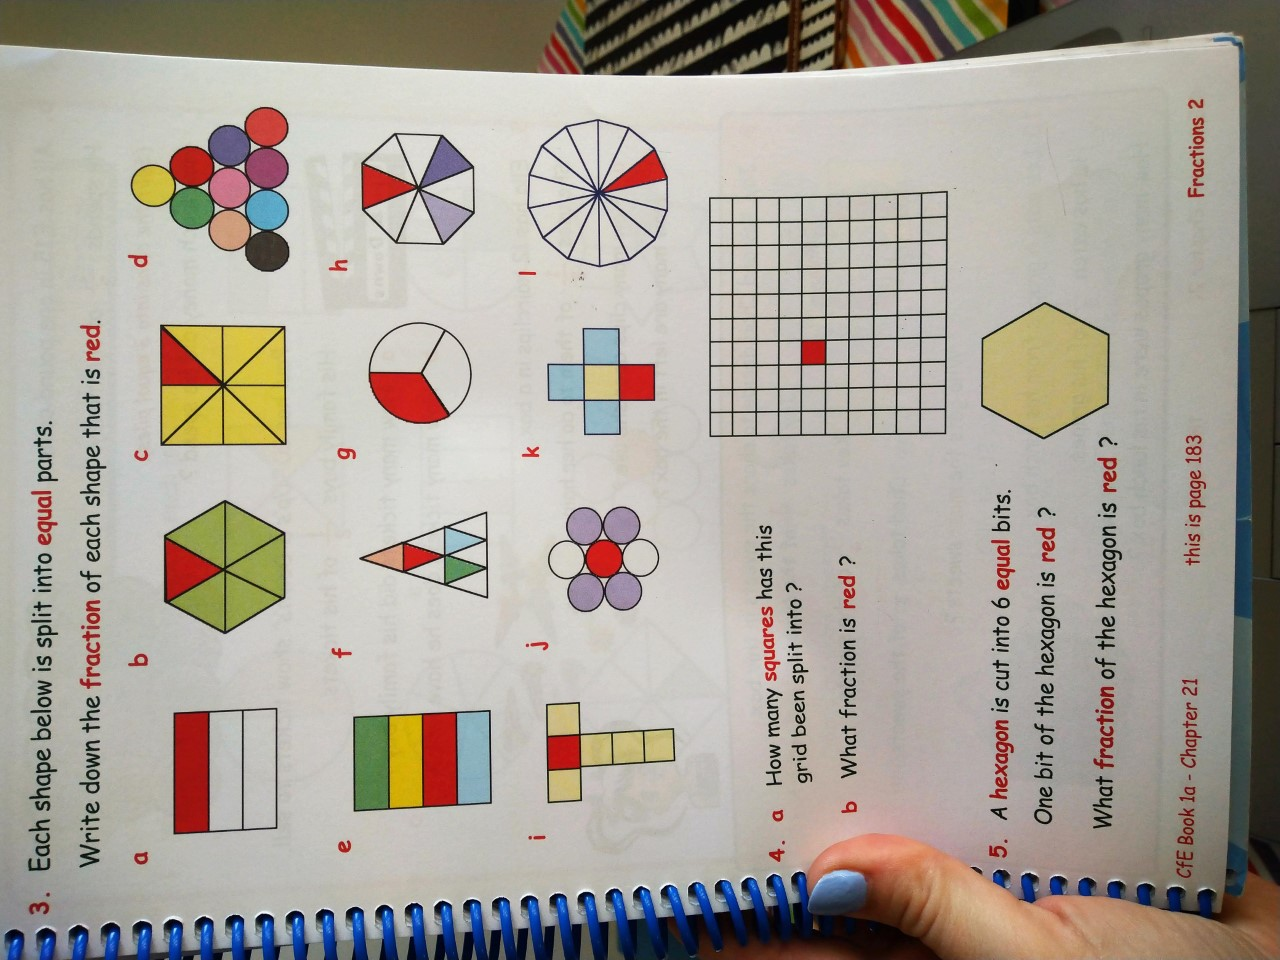 3. Each shape below is split into equal parts.
Write down the fraction of each shape that is red.
a b c d
e f g h
i j k l
4. a How many squares has this
grid been split into ?
b What fraction is red ?
5. A hexagon is cut into 6 equal bits.
One bit of the hexagon is red ?
What fraction of the hexagon is red ?
CfE Book 1a - Chapter 21 this is page 183 Fractions 2